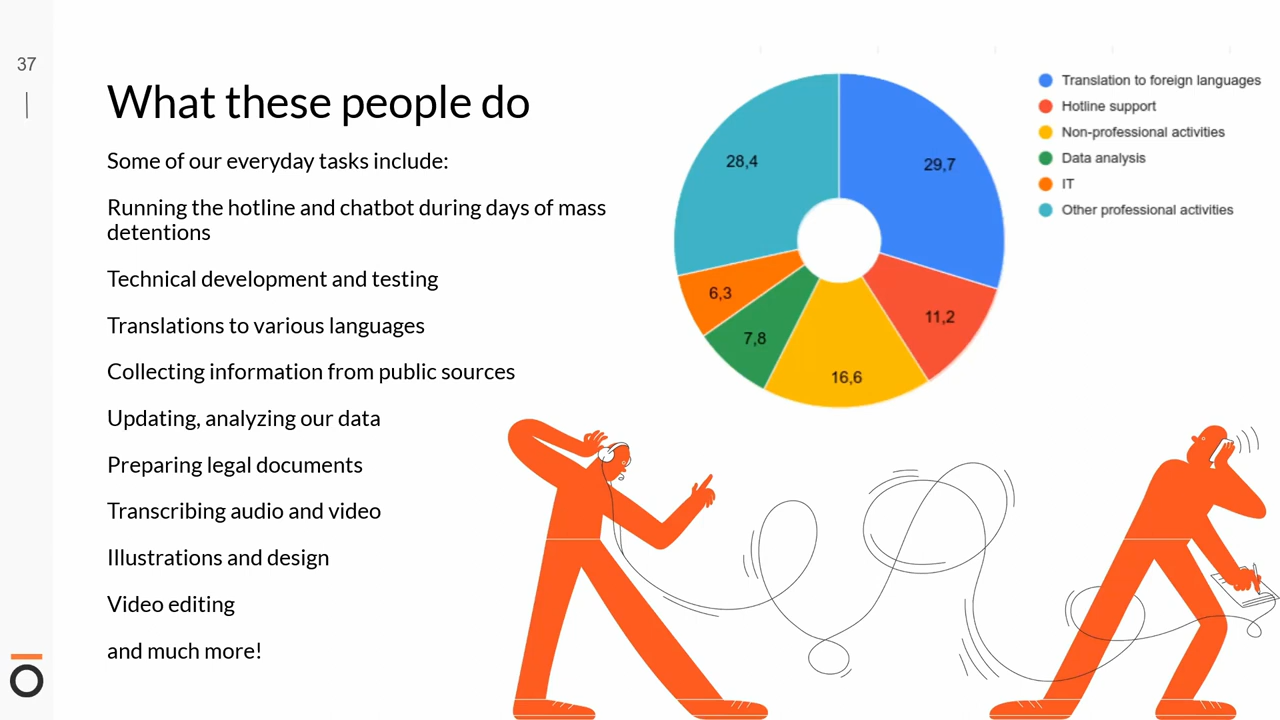 37
What these people do
Some of our everyday tasks include:
Running the hotline and chatbot during days of mass
detentions
Technical development and testing
Translations to various languages
Collecting information from public sources
Updating, analyzing our data
Preparing legal documents
Transcribing audio and video
Illustrations and design
Video editing
and much more!
28,4
29,7
6,3
11,2
7,8
16,6
Translation to foreign languages
Hotline support
Non-professional activities
Data analysis
IT
Other professional activities